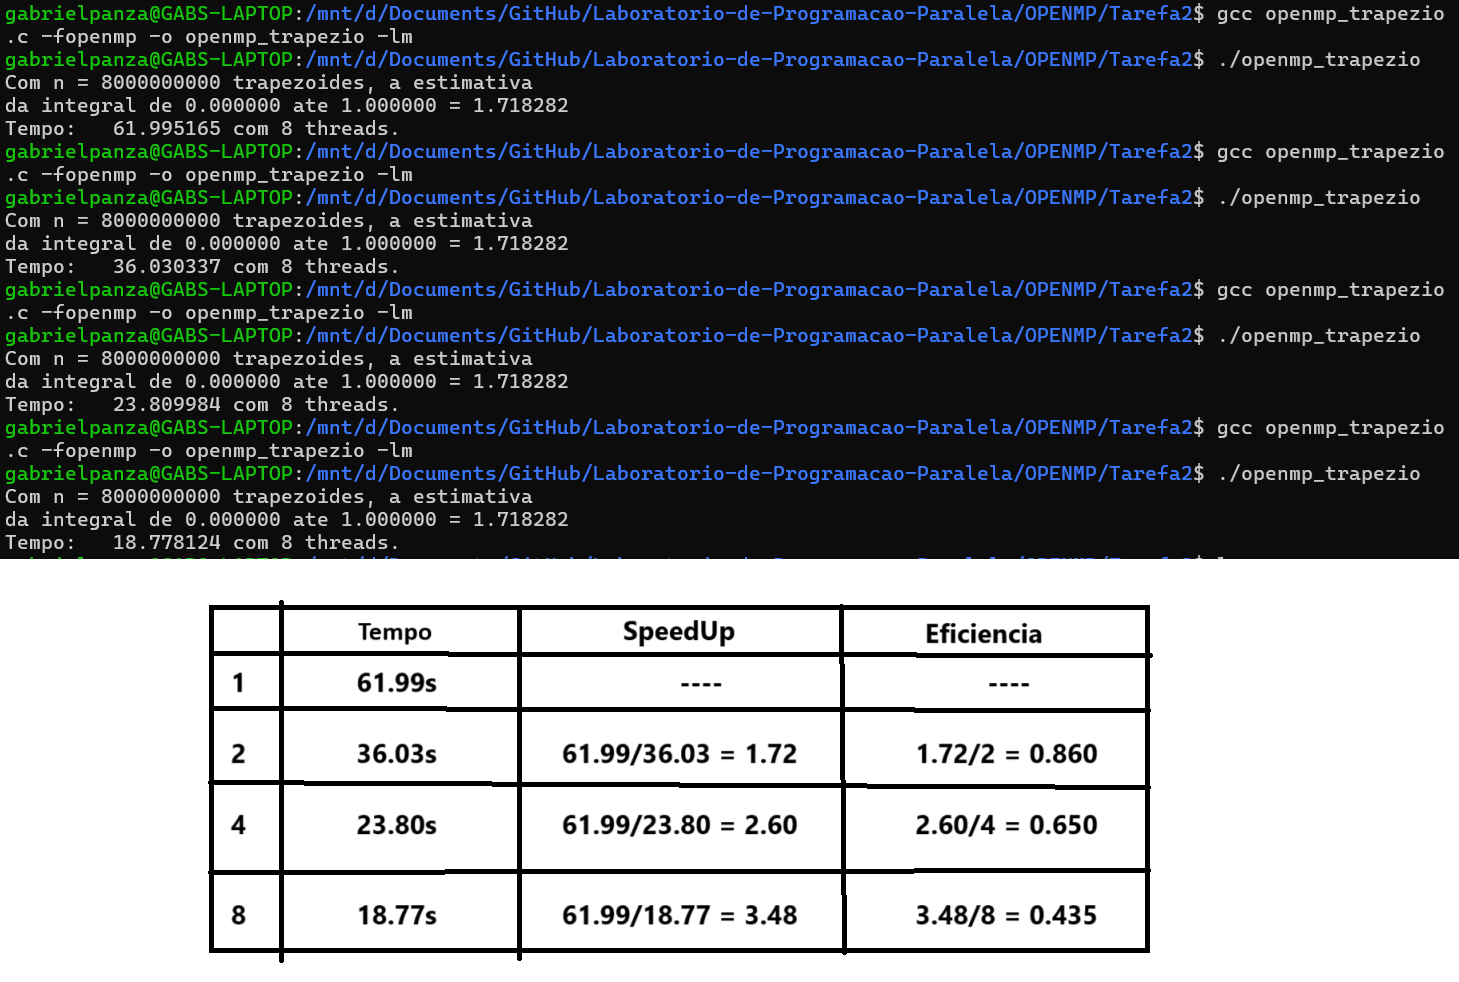 gabrielpanza@GABS-LAPTOP:/mnt/d/Documents/GitHub/Laboratorio-de-Programacao-Paralela/OPENMP/Tarefa2$ gcc openmp_trapezio
.c -fopenmp -o openmp_trapezio -lm
gabrielpanza@GABS-LAPTOP:/mnt/d/Documents/GitHub/Laboratorio-de-Programacao-Paralela/OPENMP/Tarefa2$ ./openmp_trapezio
Com n = 8000000000 trapezoides, a estimativa
da integral de 0.000000 ate 1.000000 = 1.718282
Tempo:   61.995165 com 8 threads.
gabrielpanza@GABS-LAPTOP:/mnt/d/Documents/GitHub/Laboratorio-de-Programacao-Paralela/OPENMP/Tarefa2$ gcc openmp_trapezio
.c -fopenmp -o openmp_trapezio -lm
gabrielpanza@GABS-LAPTOP:/mnt/d/Documents/GitHub/Laboratorio-de-Programacao-Paralela/OPENMP/Tarefa2$ ./openmp_trapezio
Com n = 8000000000 trapezoides, a estimativa
da integral de 0.000000 ate 1.000000 = 1.718282
Tempo:   36.030337 com 8 threads.
gabrielpanza@GABS-LAPTOP:/mnt/d/Documents/GitHub/Laboratorio-de-Programacao-Paralela/OPENMP/Tarefa2$ gcc openmp_trapezio
.c -fopenmp -o openmp_trapezio -lm
gabrielpanza@GABS-LAPTOP:/mnt/d/Documents/GitHub/Laboratorio-de-Programacao-Paralela/OPENMP/Tarefa2$ ./openmp_trapezio
Com n = 8000000000 trapezoides, a estimativa
da integral de 0.000000 ate 1.000000 = 1.718282
Tempo:   23.809984 com 8 threads.
gabrielpanza@GABS-LAPTOP:/mnt/d/Documents/GitHub/Laboratorio-de-Programacao-Paralela/OPENMP/Tarefa2$ gcc openmp_trapezio
.c -fopenmp -o openmp_trapezio -lm
gabrielpanza@GABS-LAPTOP:/mnt/d/Documents/GitHub/Laboratorio-de-Programacao-Paralela/OPENMP/Tarefa2$ ./openmp_trapezio
Com n = 8000000000 trapezoides, a estimativa
da integral de 0.000000 ate 1.000000 = 1.718282
Tempo:   18.778124 com 8 threads.
Tempo SpeedUp Eficiencia
1 61.99s ---- ----
2 36.03s 61.99/36.03 = 1.72 1.72/2 = 0.860
4 23.80s 61.99/23.80 = 2.60 2.60/4 = 0.650
8 18.77s 61.99/18.77 = 3.48 3.48/8 = 0.435